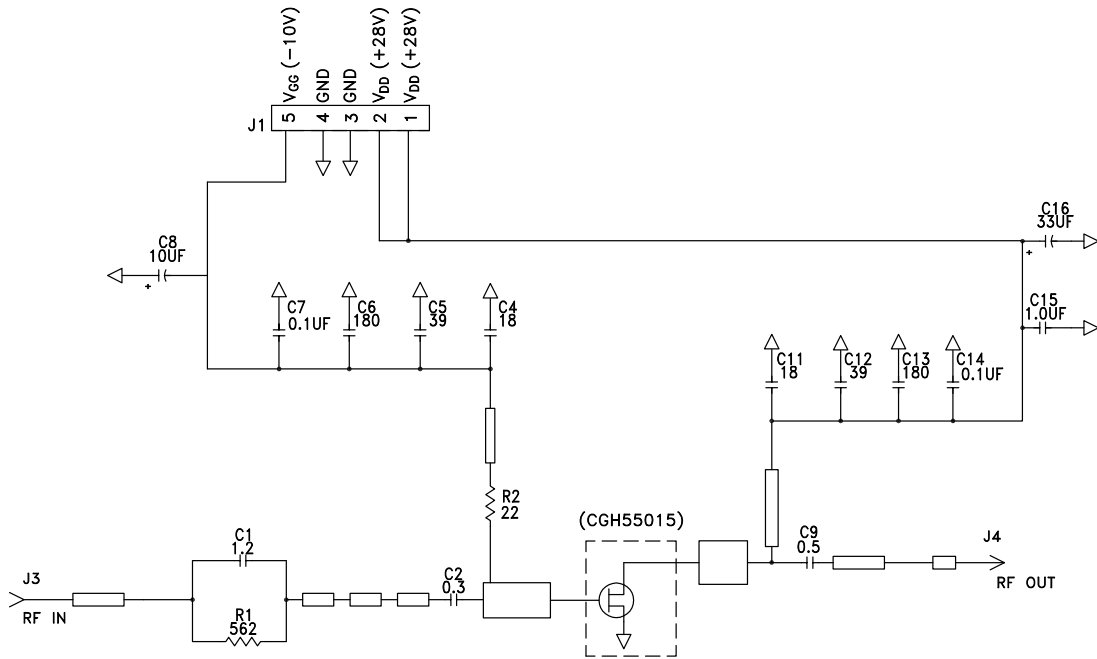 VGG (-10V)
GND
GND
VDD (+28V)
VDD (+28V)
5 4 3 2 1
J1
C16
33UF
+
C8
10UF
+
C7
0.1UF
C6
180
C5
39
C4
18
C15
1.0UF
C11
18
C12
39
C13
180
C14
0.1UF
R2
22
(CGH55015)
C9
0.5
J4
RF OUT
C1
1.2
J3
RF IN
R1
562
C2
0.3